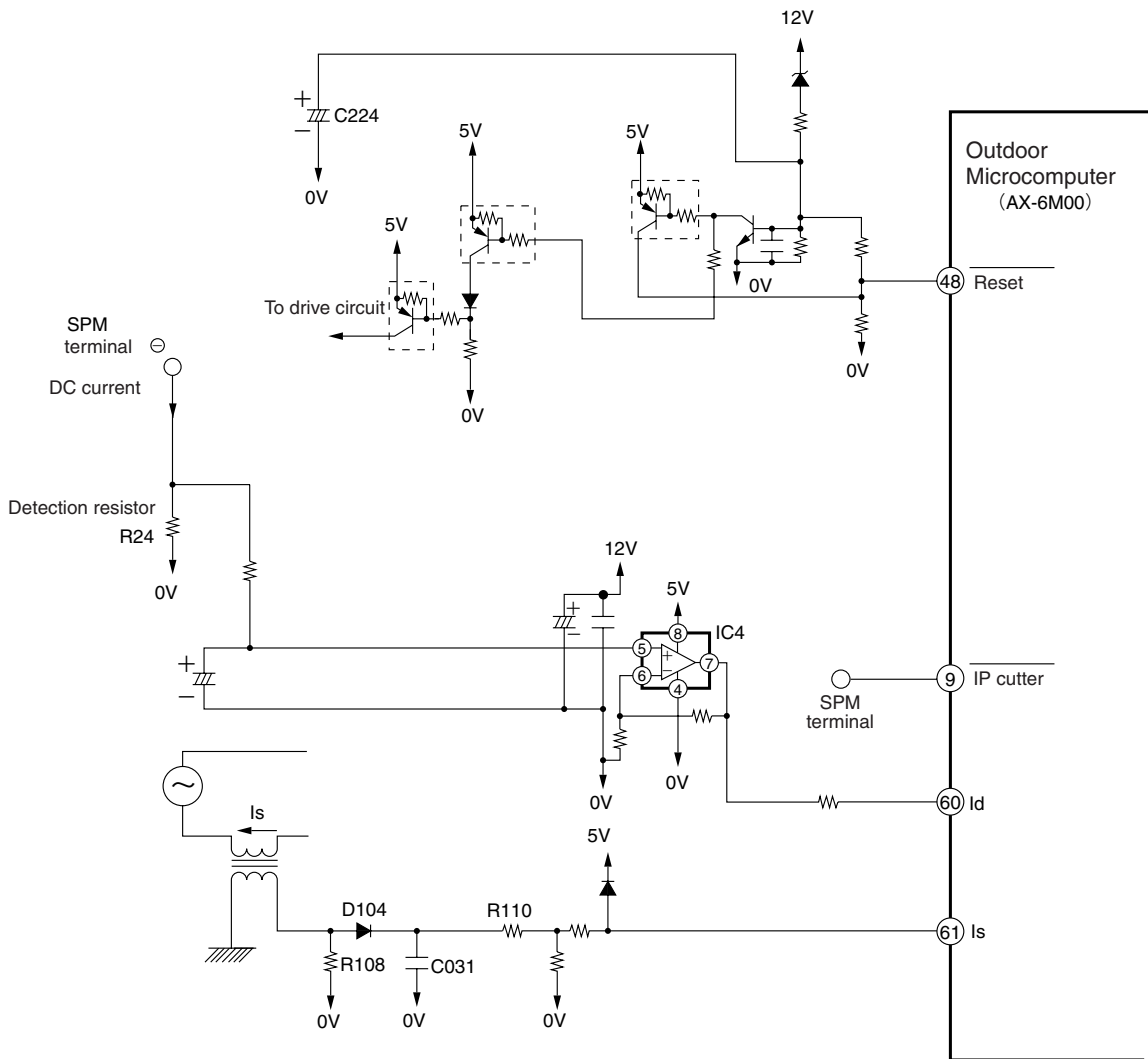 12V
+
−
C224
0V
5V
5V
5V
0V
To drive circuit
0V
0V
Outdoor
Microcomputer
(AX-6M00)
48
Reset
SPM
terminal
⊖
DC current
Detection resistor
R24
0V
12V
+
−
+
−
5V
IC4
8
5
6
7
4
+
−
0V
0V
SPM
terminal
9
IP cutter
60
Id
~
Is
5V
D104
R110
61
Is
R108
C031
0V
0V
0V